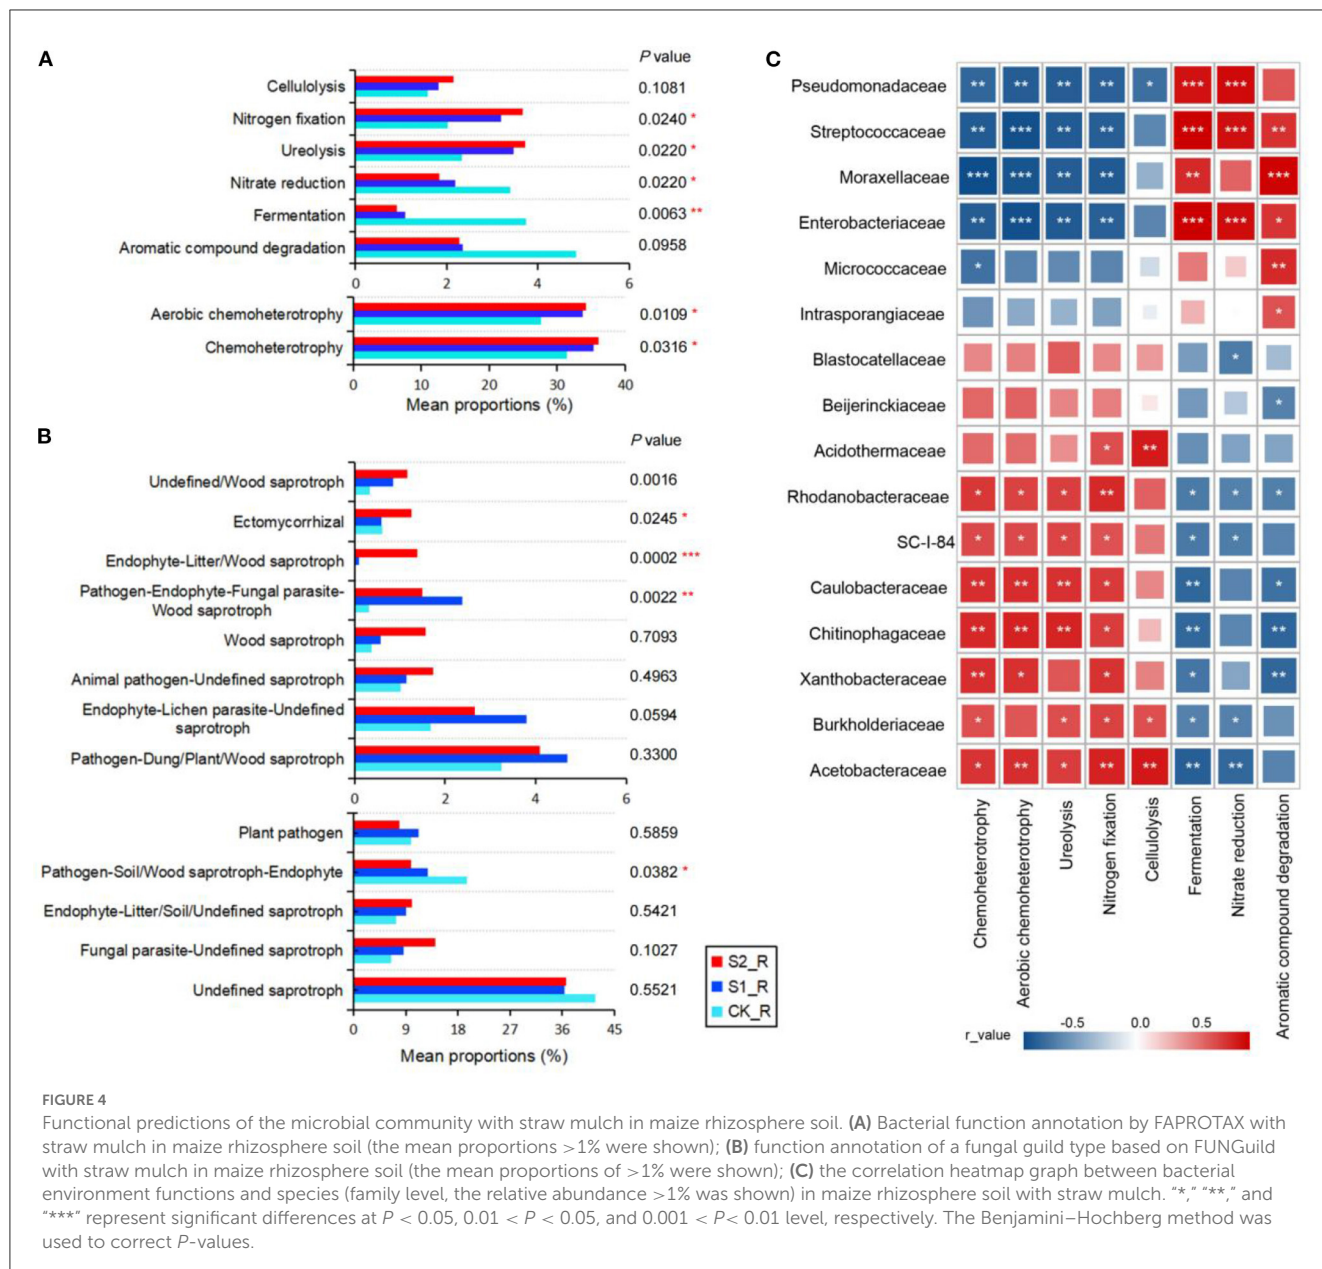 A
P value
Cellulolysis 0.1081
Nitrogen fixation 0.0240 *
Ureolysis 0.0220 *
Nitrate reduction 0.0220 *
Fermentation 0.0063 **
Aromatic compound degradation 0.0958
0 2 4 6
Aerobic chemoheterotrophy 0.0109 *
Chemoheterotrophy 0.0316 *
0 10 20 30 40
Mean proportions (%)
B
P value
Undefined/Wood saprotroph 0.0016
Ectomycorrhizal 0.0245 *
Endophyte-Litter/Wood saprotroph 0.0002 ***
Pathogen-Endophyte-Fungal parasite-
Wood saprotroph 0.0022 **
Wood saprotroph 0.7093
Animal pathogen-Undefined saprotroph 0.4963
Endophyte-Lichen parasite-Undefined
saprotroph 0.0594
Pathogen-Dung/Plant/Wood saprotroph 0.3300
0 2 4 6
Plant pathogen 0.5859
Pathogen-Soil/Wood saprotroph-Endophyte 0.0382 *
Endophyte-Litter/Soil/Undefined saprotroph 0.5421
Fungal parasite-Undefined saprotroph 0.1027
Undefined saprotroph 0.5521
0 9 18 27 36 45
Mean proportions (%)
S2_R
S1_R
CK_R
C
Pseudomonadaceae ** ** ** ** * *** ***
Streptococcaceae ** *** ** ** *** *** **
Moraxellaceae *** *** ** ** ** ***
Enterobacteriaceae ** *** ** ** *** *** *
Micrococcaceae * **
Intrasporangiaceae *
Blastocatellaceae *
Beijerinckiaceae *
Acidothermaceae * **
Rhodanobacteraceae * * * ** * * *
SC-I-84 * * * * * *
Caulobacteraceae ** ** ** * ** *
Chitinophagaceae ** ** ** * ** **
Xanthobacteraceae ** * * * **
Burkholderiaceae * * * * * *
Acetobacteraceae * ** * ** ** ** **
Chemoheterotrophy
Aerobic chemoheterotrophy
Ureolysis
Nitrogen fixation
Cellulolysis
Fermentation
Nitrate reduction
Aromatic compound degradation
r_value
-0.5 0.0 0.5
FIGURE 4
Functional predictions of the microbial community with straw mulch in maize rhizosphere soil. (A) Bacterial function annotation by FAPROTAX with
straw mulch in maize rhizosphere soil (the mean proportions >1% were shown); (B) function annotation of a fungal guild type based on FUNGuild
with straw mulch in maize rhizosphere soil (the mean proportions of >1% were shown); (C) the correlation heatmap graph between bacterial
environment functions and species (family level, the relative abundance >1% was shown) in maize rhizosphere soil with straw mulch. "*," "**," and
"***" represent significant differences at P < 0.05, 0.01 < P < 0.05, and 0.001 < P< 0.01 level, respectively. The Benjamini–Hochberg method was
used to correct P-values.